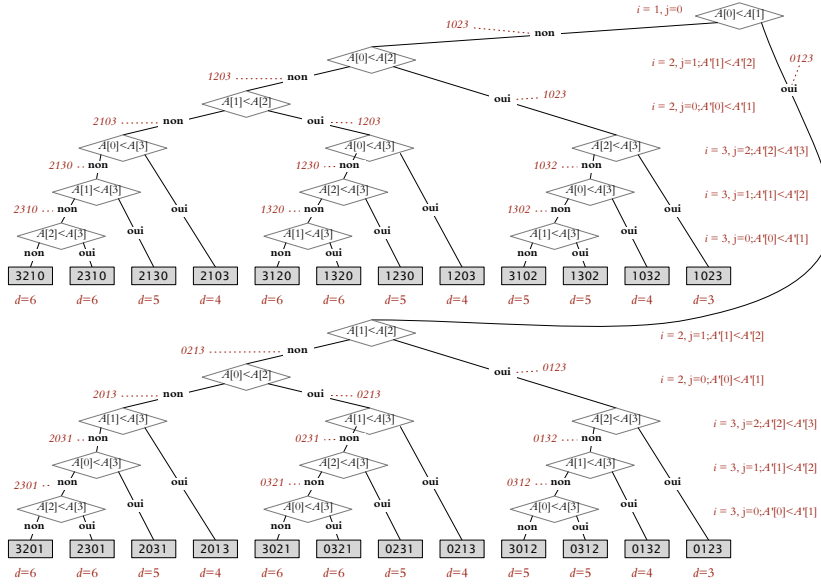 i = 1, j=0
A[0]<A[1]
1023
non
0123
oui
A[0]<A[2]
i = 2, j=1;A'[1]<A'[2]
1203
non
oui
1023
A[1]<A[2]
i = 2, j=0;A'[0]<A'[1]
2103
non
oui
1203
A[0]<A[3]
A[0]<A[3]
A[2]<A[3]
i = 3, j=2;A'[2]<A'[3]
2130
non
1230
non
1032
non
A[1]<A[3]
A[2]<A[3]
A[0]<A[3]
i = 3, j=1;A'[1]<A'[2]
2310
non
oui
1320
non
oui
1302
non
oui
oui
oui
oui
A[2]<A[3]
A[1]<A[3]
A[1]<A[3]
i = 3, j=0;A'[0]<A'[1]
non
oui
non
oui
non
oui
3210 2310 2130 2103 3120 1320 1230 1203 3102 1302 1032 1023
d=6 d=6 d=5 d=4 d=6 d=6 d=5 d=4 d=5 d=5 d=4 d=3
A[1]<A[2]
i = 2, j=1;A'[1]<A'[2]
0213
non
oui
0123
A[0]<A[2]
i = 2, j=0;A'[0]<A'[1]
2013
non
oui
0213
A[1]<A[3]
A[1]<A[3]
A[2]<A[3]
i = 3, j=2;A'[2]<A'[3]
2031
non
0231
non
0132
non
A[0]<A[3]
A[2]<A[3]
A[1]<A[3]
i = 3, j=1;A'[1]<A'[2]
2301
non
oui
0321
non
oui
0312
non
oui
oui
oui
oui
A[2]<A[3]
A[0]<A[3]
A[0]<A[3]
i = 3, j=0;A'[0]<A'[1]
non
oui
non
oui
non
oui
3201 2301 2031 2013 3021 0321 0231 0213 3012 0312 0132 0123
d=6 d=6 d=5 d=4 d=6 d=6 d=5 d=4 d=5 d=5 d=4 d=3